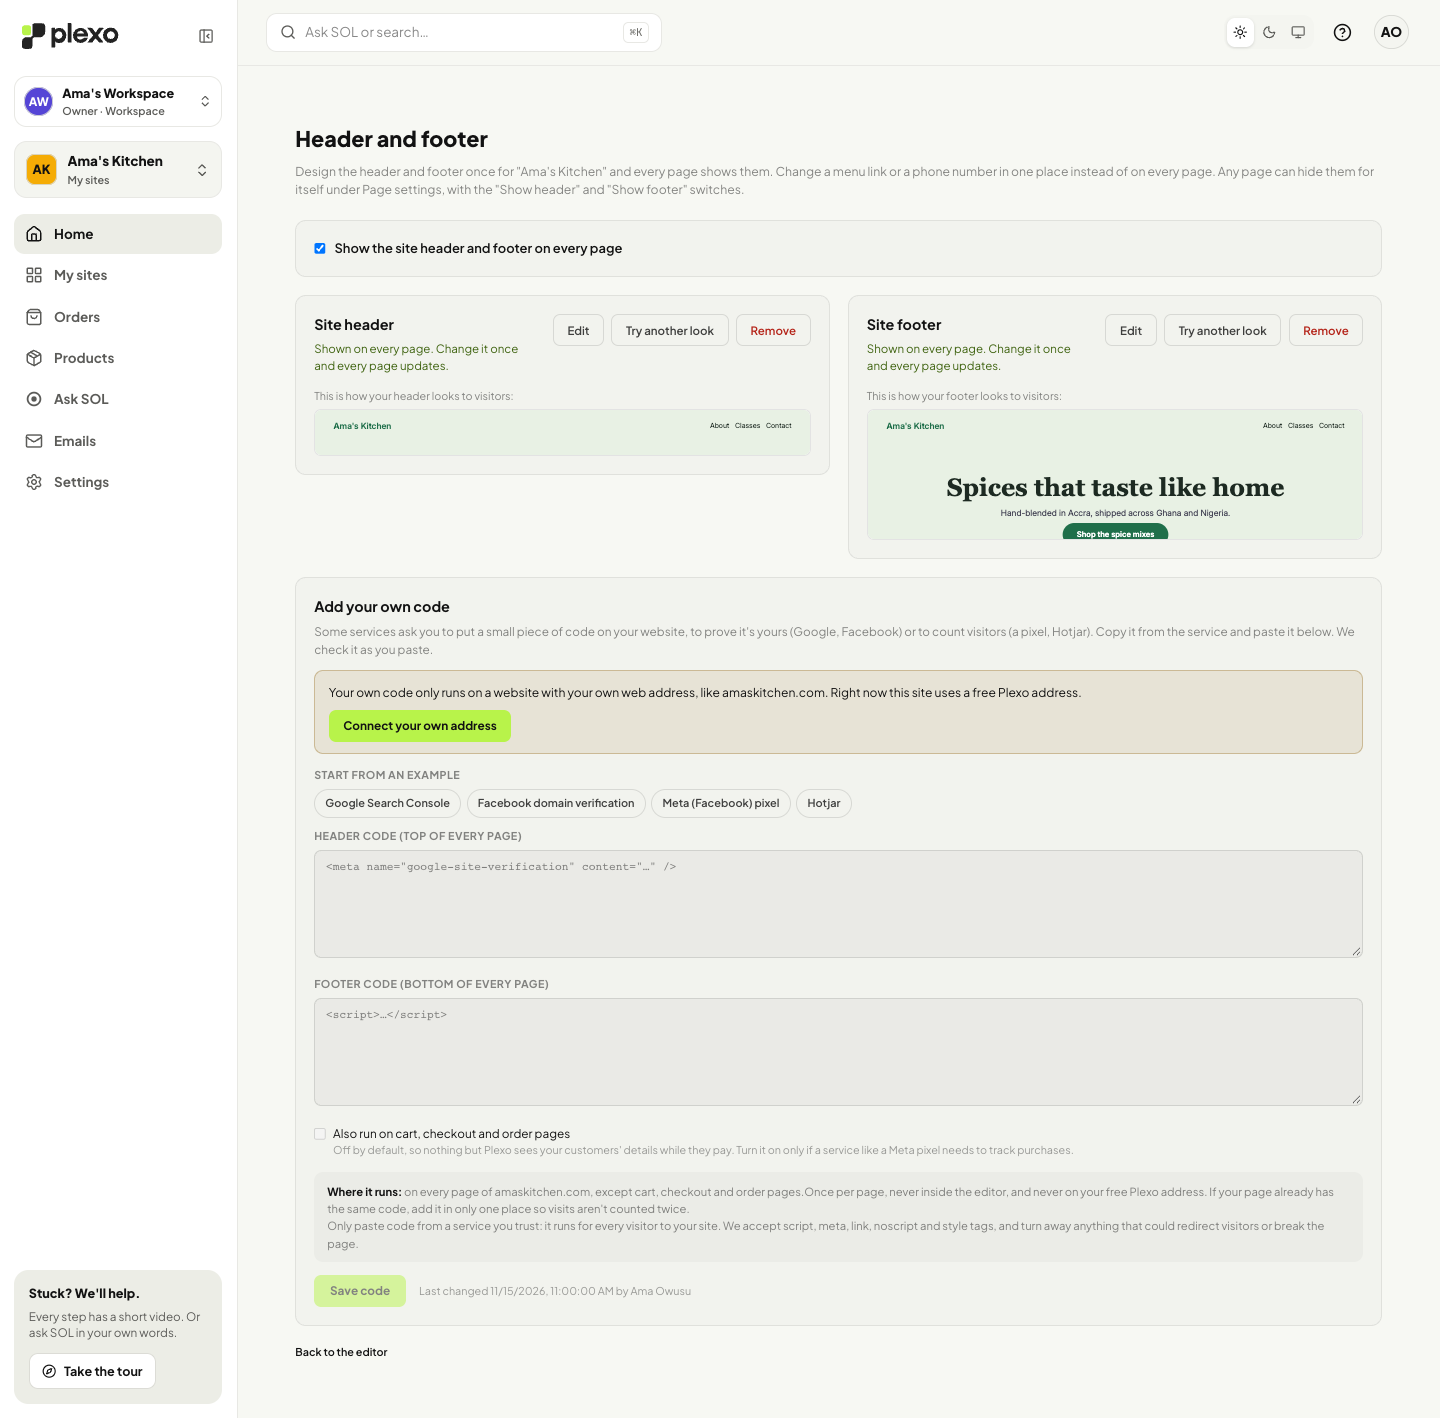 plexo
Ask SOL or search...
⌘K
AO
AW
Ama's Workspace
Owner · Workspace
AK
Ama's Kitchen
My sites
Home
My sites
Orders
Products
Ask SOL
Emails
Settings
Stuck? We'll help.
Every step has a short video. Or
ask SOL in your own words.
Take the tour
Header and footer
Design the header and footer once for "Ama's Kitchen" and every page shows them. Change a menu link or a phone number in one place instead of on every page. Any page can hide them for
itself under Page settings, with the "Show header" and "Show footer" switches.
Show the site header and footer on every page
Site header
Edit
Try another look
Remove
Shown on every page. Change it once
and every page updates.
This is how your header looks to visitors:
Ama's Kitchen
About Classes Contact
Site footer
Edit
Try another look
Remove
Shown on every page. Change it once
and every page updates.
This is how your footer looks to visitors:
Ama's Kitchen
About Classes Contact
Spices that taste like home
Hand-blended in Accra, shipped across Ghana and Nigeria.
Shop the spice mixes
Add your own code
Some services ask you to put a small piece of code on your website, to prove it's yours (Google, Facebook) or to count visitors (a pixel, Hotjar). Copy it from the service and paste it below. We
check it as you paste.
Your own code only runs on a website with your own web address, like amaskitchen.com. Right now this site uses a free Plexo address.
Connect your own address
START FROM AN EXAMPLE
Google Search Console
Facebook domain verification
Meta (Facebook) pixel
Hotjar
HEADER CODE (TOP OF EVERY PAGE)
<meta name="google-site-verification" content="…" />
FOOTER CODE (BOTTOM OF EVERY PAGE)
<script>…</script>
Also run on cart, checkout and order pages
Off by default, so nothing but Plexo sees your customers' details while they pay. Turn it on only if a service like a Meta pixel needs to track purchases.
Where it runs: on every page of amaskitchen.com, except cart, checkout and order pages.Once per page, never inside the editor, and never on your free Plexo address. If your page already has
the same code, add it in only one place so visits aren't counted twice.
Only paste code from a service you trust: it runs for every visitor to your site. We accept script, meta, link, noscript and style tags, and turn away anything that could redirect visitors or break the
page.
Save code
Last changed 11/15/2026, 11:00:00 AM by Ama Owusu
Back to the editor